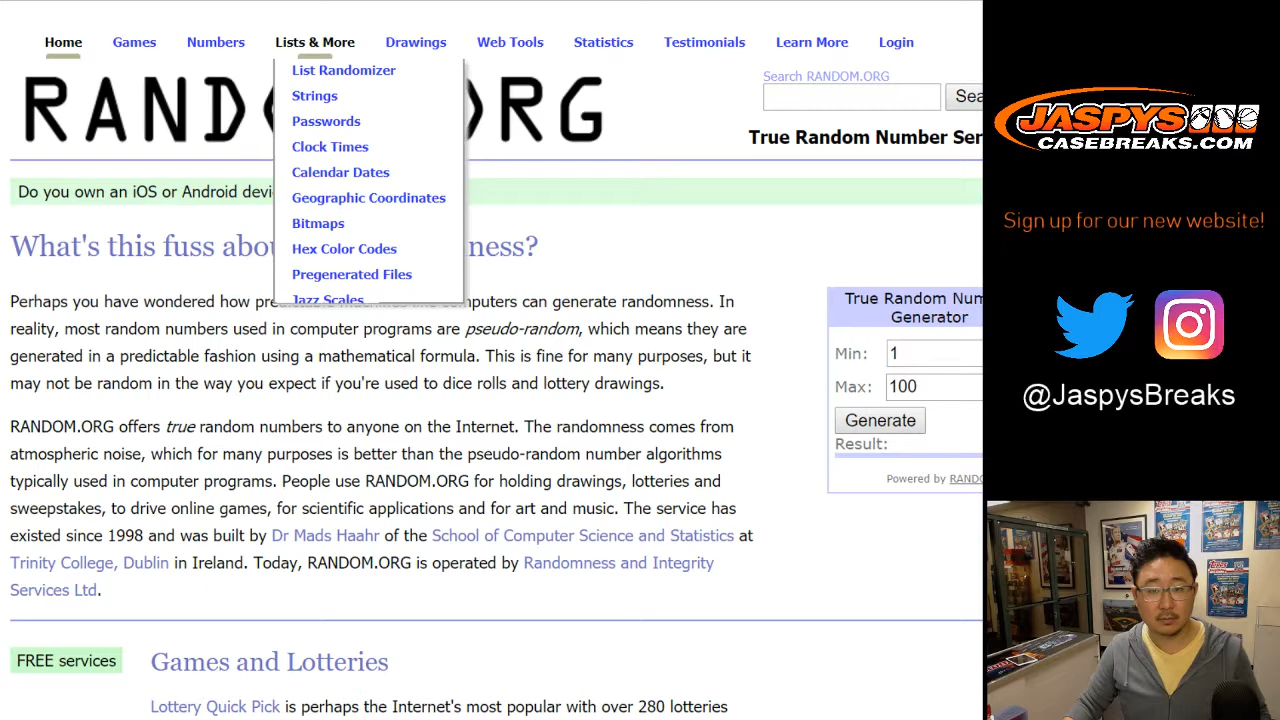 Home Games Numbers Lists & More Drawings Web Tools Statistics Testimonials Learn More Login
List Randomizer
Strings
Passwords
Clock Times
Calendar Dates
Geographic Coordinates
Bitmaps
Hex Color Codes
Pregenerated Files
Jazz Scales
RAND RG
Search RANDOM.ORG
Sea
True Random Number Ser
Do you own an iOS or Android devi
What's this fuss abou ness?
Perhaps you have wondered how predictable machines like computers can generate randomness. In
reality, most random numbers used in computer programs are pseudo-random, which means they are
generated in a predictable fashion using a mathematical formula. This is fine for many purposes, but it
may not be random in the way you expect if you're used to dice rolls and lottery drawings.
RANDOM.ORG offers true random numbers to anyone on the Internet. The randomness comes from
atmospheric noise, which for many purposes is better than the pseudo-random number algorithms
typically used in computer programs. People use RANDOM.ORG for holding drawings, lotteries and
sweepstakes, to drive online games, for scientific applications and for art and music. The service has
existed since 1998 and was built by Dr Mads Haahr of the School of Computer Science and Statistics at
Trinity College, Dublin in Ireland. Today, RANDOM.ORG is operated by Randomness and Integrity
Services Ltd.
True Random Num
Generator
Min: 1
Max: 100
Generate
Result:
Powered by RANDO
FREE services
Games and Lotteries
Lottery Quick Pick is perhaps the Internet's most popular with over 280 lotteries
JASPYS
CASEBREAKS.COM
Sign up for our new website!
@JaspysBreaks
Topps